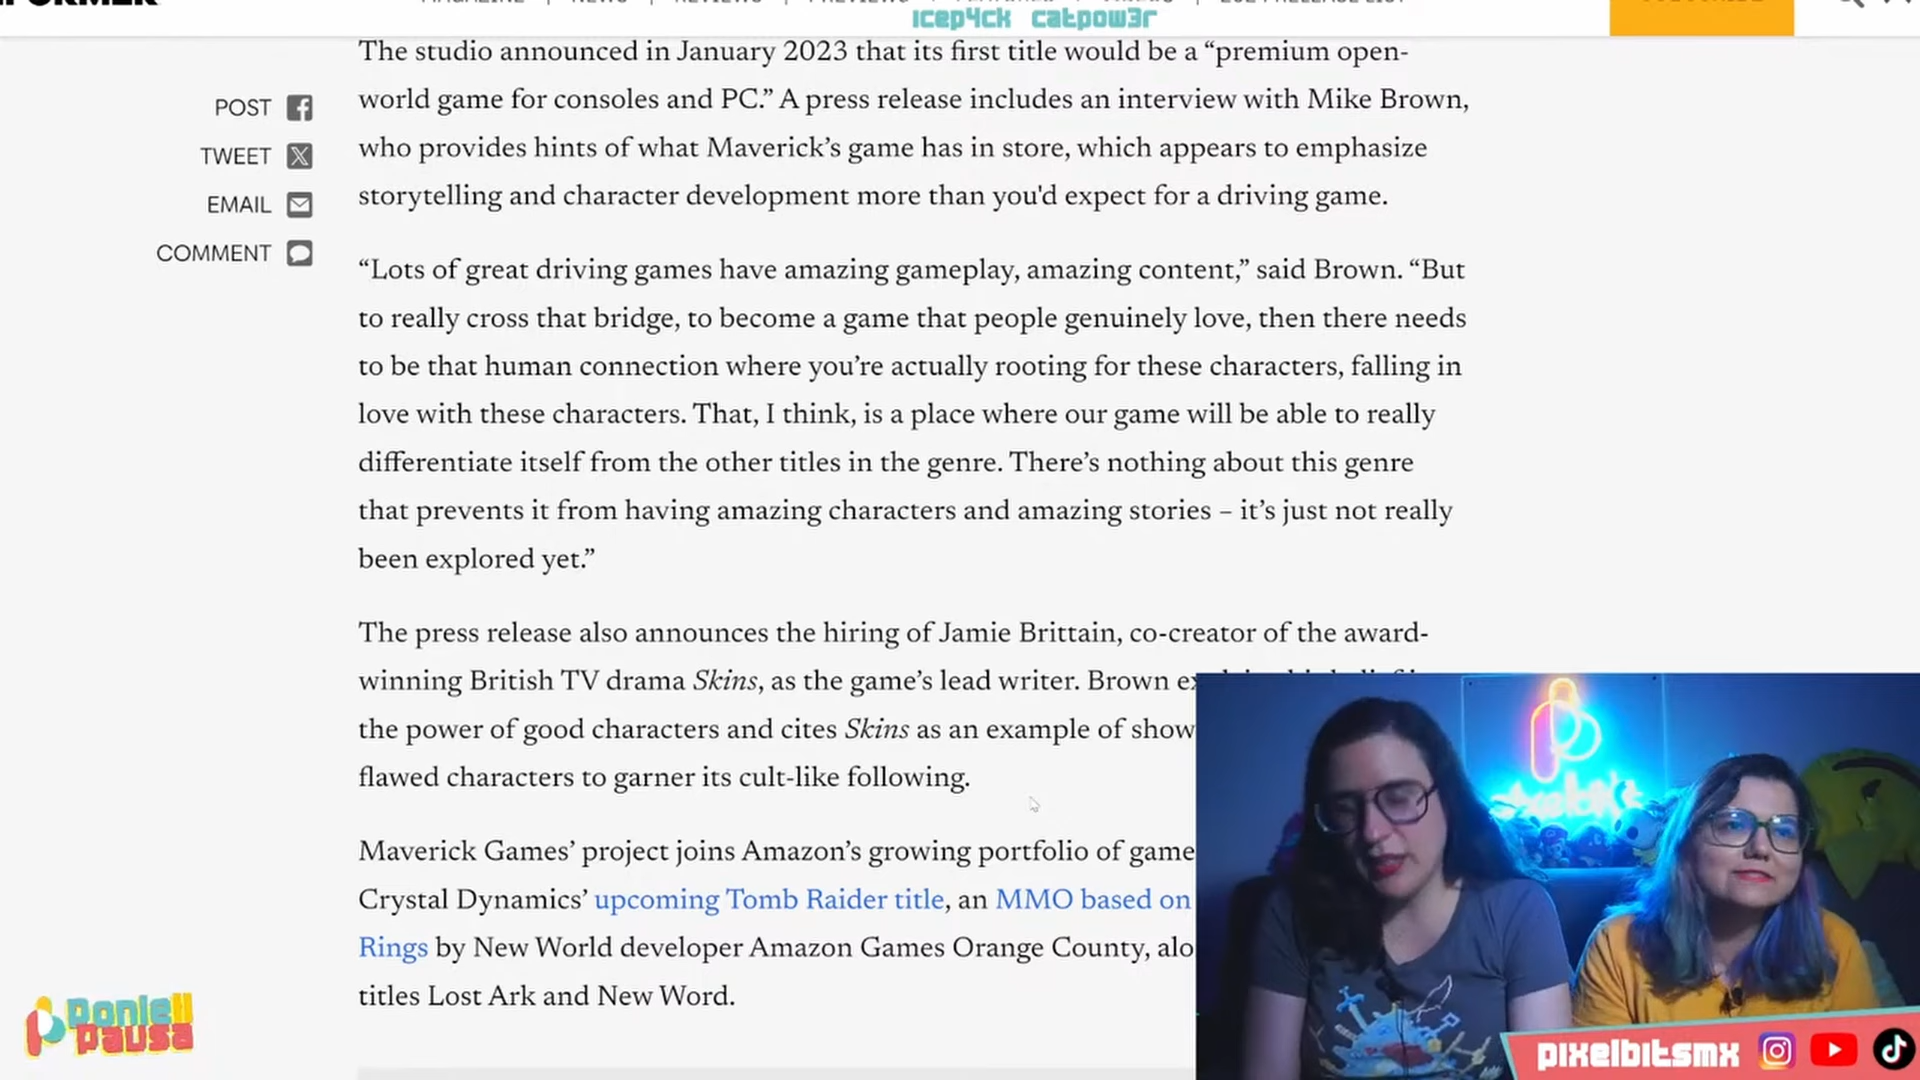 icep4ck catpow3r
The studio announced in January 2023 that its first title would be a “premium open-
world game for consoles and PC.” A press release includes an interview with Mike Brown,
who provides hints of what Maverick’s game has in store, which appears to emphasize
storytelling and character development more than you'd expect for a driving game.
POST
TWEET
EMAIL
COMMENT
“Lots of great driving games have amazing gameplay, amazing content,” said Brown. “But
to really cross that bridge, to become a game that people genuinely love, then there needs
to be that human connection where you’re actually rooting for these characters, falling in
love with these characters. That, I think, is a place where our game will be able to really
differentiate itself from the other titles in the genre. There’s nothing about this genre
that prevents it from having amazing characters and amazing stories – it’s just not really
been explored yet.”
The press release also announces the hiring of Jamie Brittain, co-creator of the award-
winning British TV drama Skins, as the game’s lead writer. Brown
the power of good characters and cites Skins as an example of show
flawed characters to garner its cult-like following.
Maverick Games’ project joins Amazon’s growing portfolio of game
Crystal Dynamics’ upcoming Tomb Raider title, an MMO based on
Rings by New World developer Amazon Games Orange County, alo
titles Lost Ark and New Word.
Ponle
Pausa
pixelbitsmx